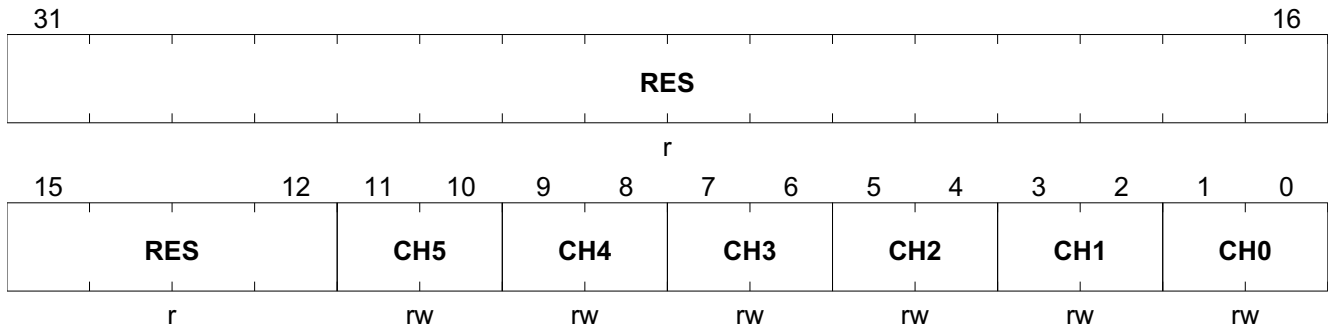 31 16
RES
r
15 12 11 10 9 8 7 6 5 4 3 2 1 0
RES CH5 CH4 CH3 CH2 CH1 CH0
r rw rw rw rw rw rw